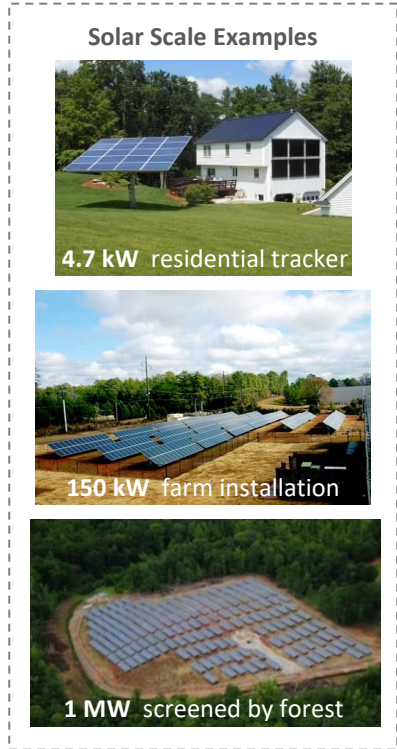 Solar Scale Examples
4.7 kW residential tracker
150 kW farm installation
1 MW screened by forest